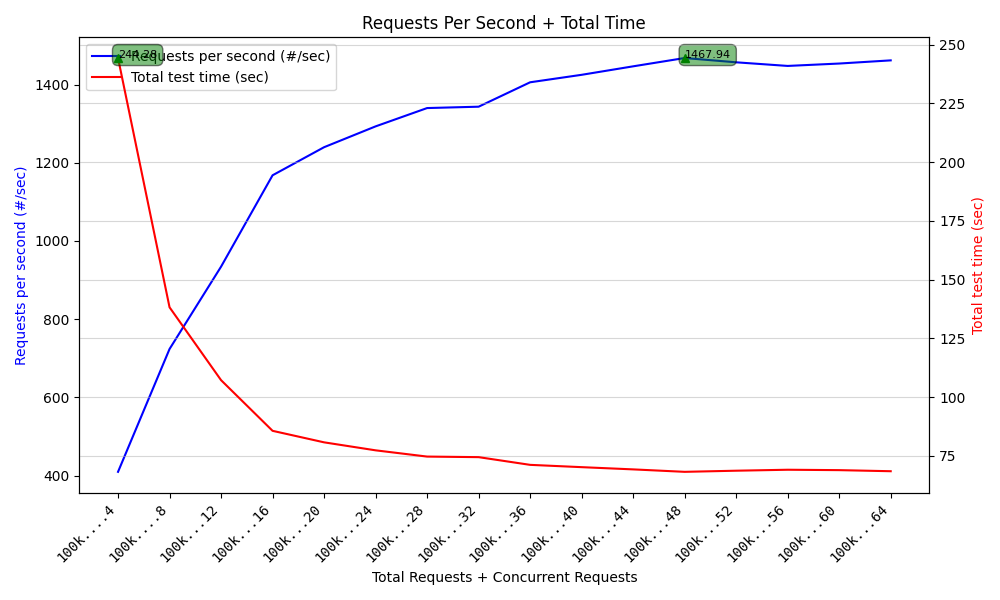 Requests Per Second + Total Time
244.28
1467.94
Requests per second (#/sec)
Total test time (sec)
Requests per second (#/sec)
1400
1200
1000
800
600
400
250
225
200
175
150
125
100
75
Total test time (sec)
100k....4
100k....8
100k...12
100k...16
100k...20
100k...24
100k...28
100k...32
100k...36
100k...40
100k...44
100k...48
100k...52
100k...56
100k...60
100k...64
Total Requests + Concurrent Requests